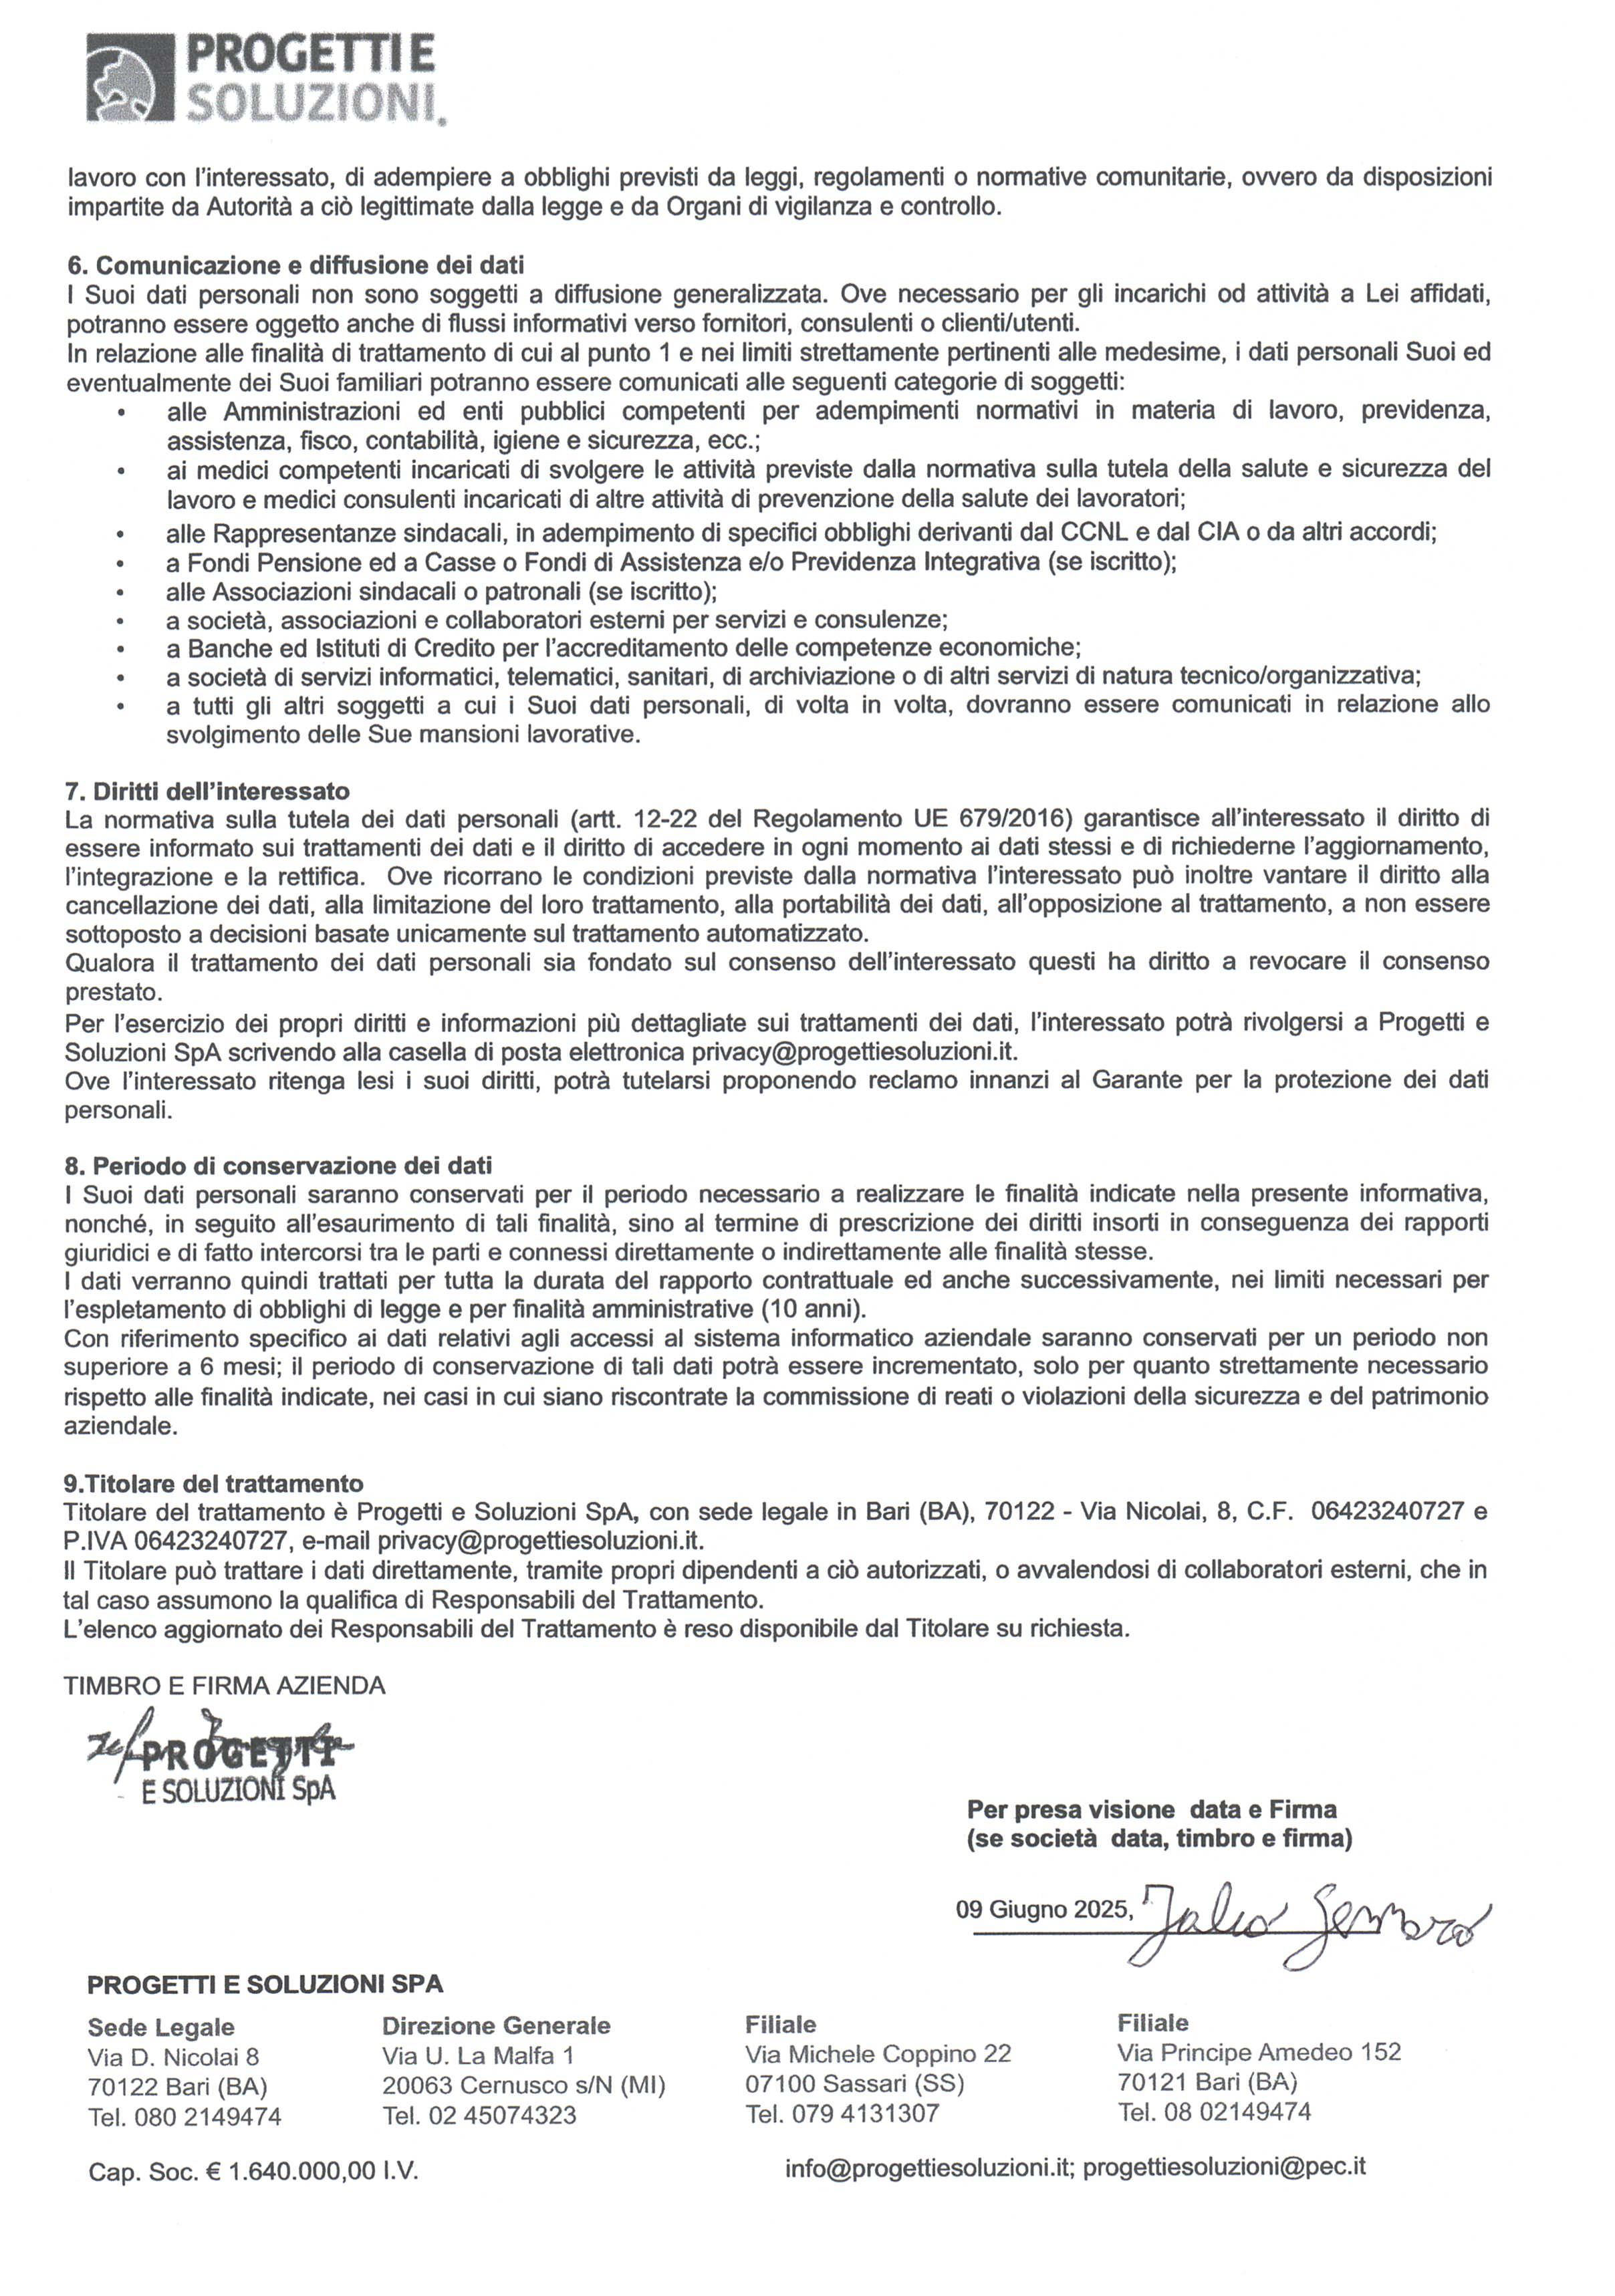 PROGETTI E
SOLUZIONI.
lavoro con l'interessato, di adempiere a obblighi previsti da leggi, regolamenti o normative comunitarie, ovvero da disposizioni
impartite da Autorità a ciò legittimate dalla legge e da Organi di vigilanza e controllo.
6. Comunicazione e diffusione dei dati
I Suoi dati personali non sono soggetti a diffusione generalizzata. Ove necessario per gli incarichi od attività a Lei affidati,
potranno essere oggetto anche di flussi informativi verso fornitori, consulenti o clienti/utenti.
In relazione alle finalità di trattamento di cui al punto 1 e nei limiti strettamente pertinenti alle medesime, i dati personali Suoi ed
eventualmente dei Suoi familiari potranno essere comunicati alle seguenti categorie di soggetti:
• alle Amministrazioni ed enti pubblici competenti per adempimenti normativi in materia di lavoro, previdenza,
assistenza, fisco, contabilità, igiene e sicurezza, ecc.;
• ai medici competenti incaricati di svolgere le attività previste dalla normativa sulla tutela della salute e sicurezza del
lavoro e medici consulenti incaricati di altre attività di prevenzione della salute dei lavoratori;
• alle Rappresentanze sindacali, in adempimento di specifici obblighi derivanti dal CCNL e dal CIA o da altri accordi;
• a Fondi Pensione ed a Casse o Fondi di Assistenza e/o Previdenza Integrativa (se iscritto);
• alle Associazioni sindacali o patronali (se iscritto);
• a società, associazioni e collaboratori esterni per servizi e consulenze;
• a Banche ed Istituti di Credito per l'accreditamento delle competenze economiche;
• a società di servizi informatici, telematici, sanitari, di archiviazione o di altri servizi di natura tecnico/organizzativa;
• a tutti gli altri soggetti a cui i Suoi dati personali, di volta in volta, dovranno essere comunicati in relazione allo
svolgimento delle Sue mansioni lavorative.
7. Diritti dell'interessato
La normativa sulla tutela dei dati personali (artt. 12-22 del Regolamento UE 679/2016) garantisce all'interessato il diritto di
essere informato sui trattamenti dei dati e il diritto di accedere in ogni momento ai dati stessi e di richiederne l'aggiornamento,
l'integrazione e la rettifica. Ove ricorrano le condizioni previste dalla normativa l'interessato può inoltre vantare il diritto alla
cancellazione dei dati, alla limitazione del loro trattamento, alla portabilità dei dati, all'opposizione al trattamento, a non essere
sottoposto a decisioni basate unicamente sul trattamento automatizzato.
Qualora il trattamento dei dati personali sia fondato sul consenso dell'interessato questi ha diritto a revocare il consenso
prestato.
Per l'esercizio dei propri diritti e informazioni più dettagliate sui trattamenti dei dati, l'interessato potrà rivolgersi a Progetti e
Soluzioni SpA scrivendo alla casella di posta elettronica privacy@progettiesoluzioni.it.
Ove l'interessato ritenga lesi i suoi diritti, potrà tutelarsi proponendo reclamo innanzi al Garante per la protezione dei dati
personali.
8. Periodo di conservazione dei dati
I Suoi dati personali saranno conservati per il periodo necessario a realizzare le finalità indicate nella presente informativa,
nonché, in seguito all'esaurimento di tali finalità, sino al termine di prescrizione dei diritti insorti in conseguenza dei rapporti
giuridici e di fatto intercorsi tra le parti e connessi direttamente o indirettamente alle finalità stesse.
I dati verranno quindi trattati per tutta la durata del rapporto contrattuale ed anche successivamente, nei limiti necessari per
l'espletamento di obblighi di legge e per finalità amministrative (10 anni).
Con riferimento specifico ai dati relativi agli accessi al sistema informatico aziendale saranno conservati per un periodo non
superiore a 6 mesi; il periodo di conservazione di tali dati potrà essere incrementato, solo per quanto strettamente necessario
rispetto alle finalità indicate, nei casi in cui siano riscontrate la commissione di reati o violazioni della sicurezza e del patrimonio
aziendale.
9.Titolare del trattamento
Titolare del trattamento è Progetti e Soluzioni SpA, con sede legale in Bari (BA), 70122 - Via Nicolai, 8, C.F. 06423240727 e
P.IVA 06423240727, e-mail privacy@progettiesoluzioni.it.
Il Titolare può trattare i dati direttamente, tramite propri dipendenti a ciò autorizzati, o avvalendosi di collaboratori esterni, che in
tal caso assumono la qualifica di Responsabili del Trattamento.
L'elenco aggiornato dei Responsabili del Trattamento è reso disponibile dal Titolare su richiesta.
TIMBRO E FIRMA AZIENDA
PROGETTI
E SOLUZIONI SpA
Per presa visione data e Firma
(se società data, timbro e firma)
09 Giugno 2025,
PROGETTI E SOLUZIONI SPA
Sede Legale
Via D. Nicolai 8
70122 Bari (BA)
Tel. 080 2149474
Direzione Generale
Via U. La Malfa 1
20063 Cernusco s/N (MI)
Tel. 02 45074323
Filiale
Via Michele Coppino 22
07100 Sassari (SS)
Tel. 079 4131307
Filiale
Via Principe Amedeo 152
70121 Bari (BA)
Tel. 08 02149474
Cap. Soc. € 1.640.000,00 I.V.
info@progettiesoluzioni.it; progettiesoluzioni@pec.it